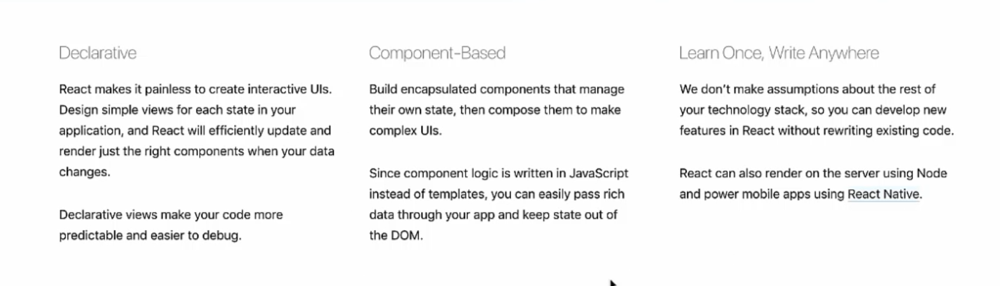 Declarative
React makes it painless to create interactive UIs.
Design simple views for each state in your
application, and React will efficiently update and
render just the right components when your data
changes.
Declarative views make your code more
predictable and easier to debug.
Component-Based
Build encapsulated components that manage
their own state, then compose them to make
complex UIs.
Since component logic is written in JavaScript
instead of templates, you can easily pass rich
data through your app and keep state out of
the DOM.
Learn Once, Write Anywhere
We don’t make assumptions about the rest of
your technology stack, so you can develop new
features in React without rewriting existing code.
React can also render on the server using Node
and power mobile apps using React Native.